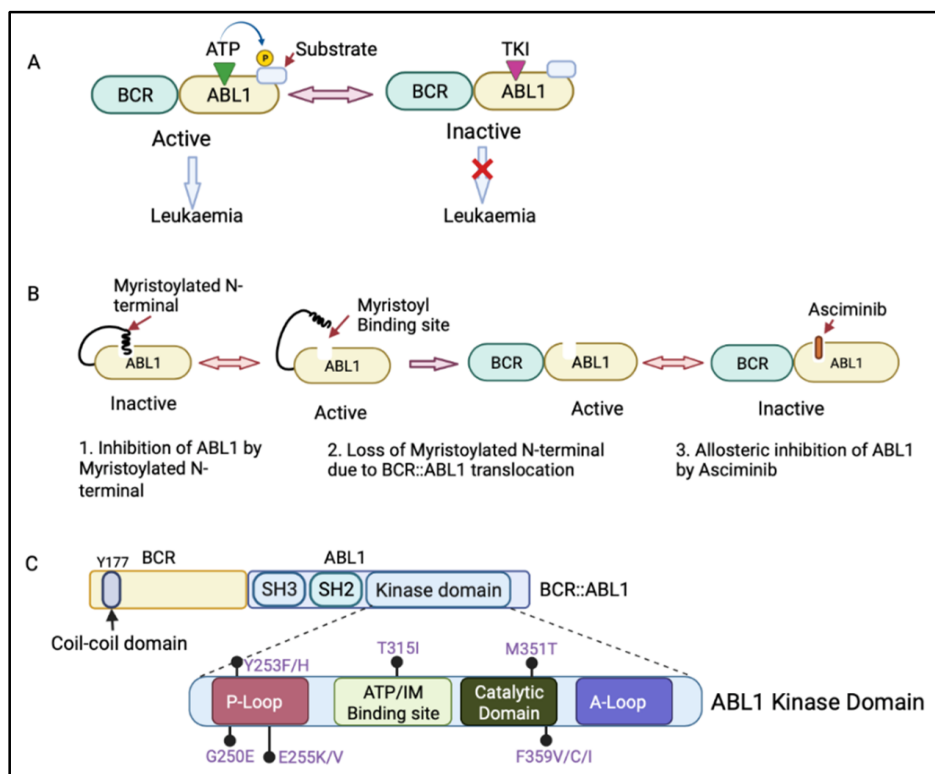 A
ATP
P
Substrate
BCR
ABL1
Active
Leukaemia
TKI
BCR
ABL1
Inactive
Leukaemia
B
Myristoylated N-
terminal
ABL1
Inactive
1. Inhibition of ABL1 by
Myristoylated N-
terminal
Myristoyl
Binding site
ABL1
Active
BCR
ABL1
Active
2. Loss of Myristoylated N-terminal
due to BCR::ABL1 translocation
Asciminib
BCR
ABL1
Inactive
3. Allosteric inhibition of ABL1
by Asciminib
C
Y177
BCR
ABL1
SH3
SH2
Kinase domain
BCR::ABL1
Coil-coil domain
Y253F/H
T315I
M351T
P-Loop
ATP/IM
Binding site
Catalytic
Domain
A-Loop
ABL1 Kinase Domain
G250E
E255K/V
F359V/C/I